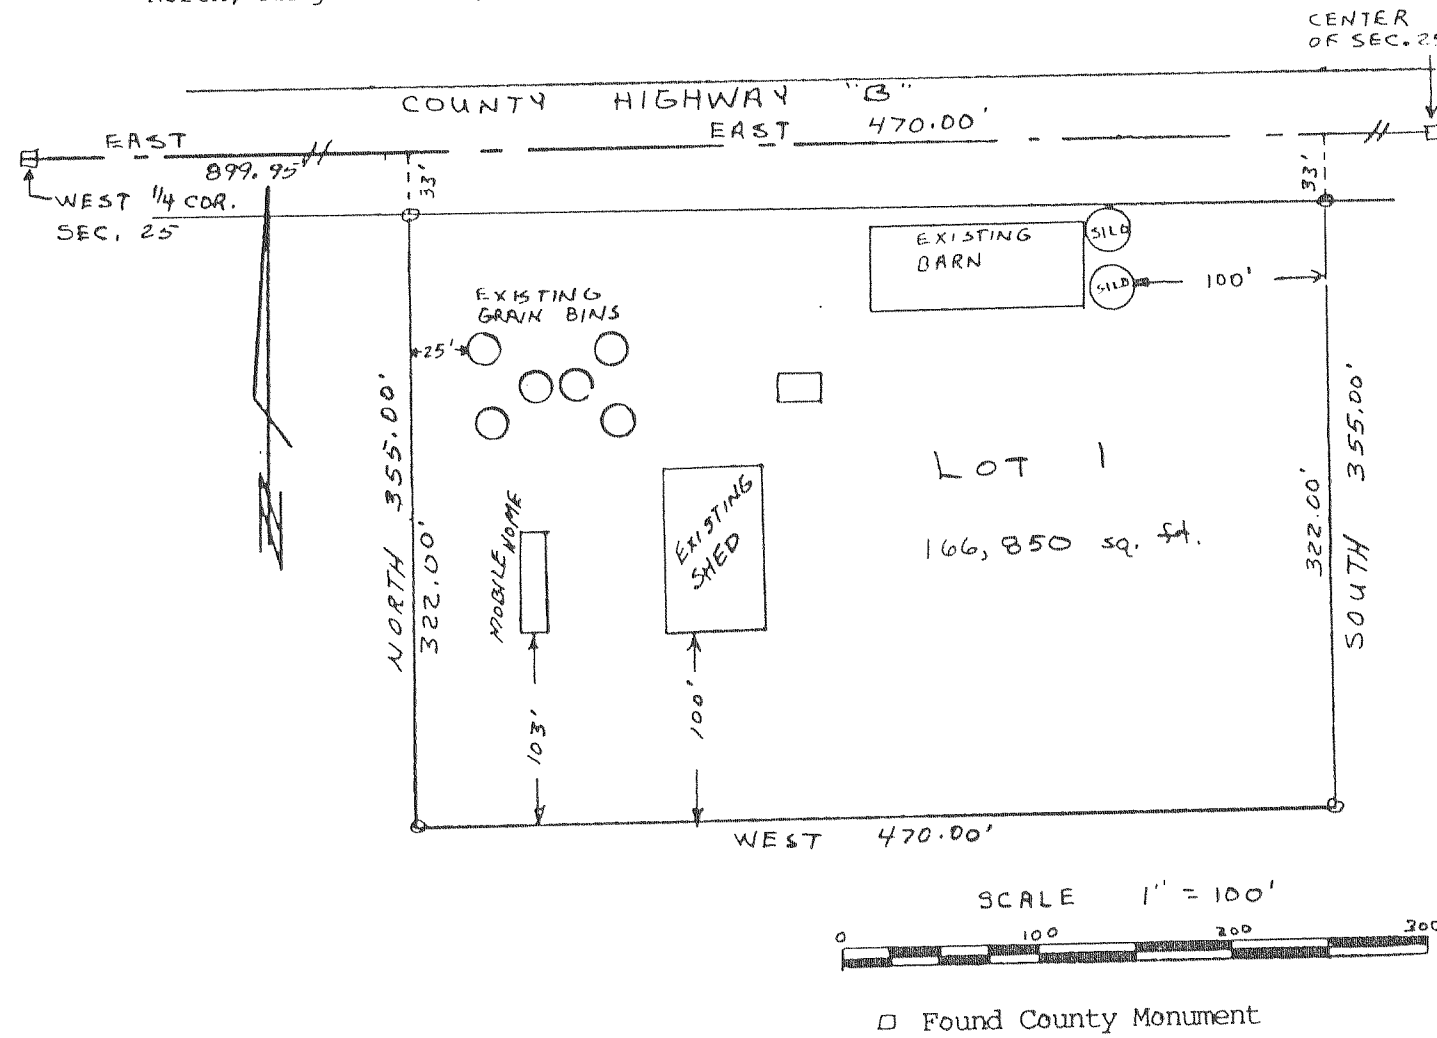 CENTER
OF SEC. 25
COUNTY HIGHWAY "B"
EAST
EAST 470.00'
899.95'
WEST 1/4 COR.
SEC. 25
33'
33'
EXISTING
BARN
SILO
SILO
100'
EXISTING
GRAIN BINS
25'
NORTH 355.00'
322.00'
MOBILE HOME
EXISTING
SHED
LOT 1
166,850 sq. ft.
322.00'
SOUTH 355.00'
103'
100'
N
WEST 470.00'
SCALE 1" = 100'
0 100 200 300
Found County Monument